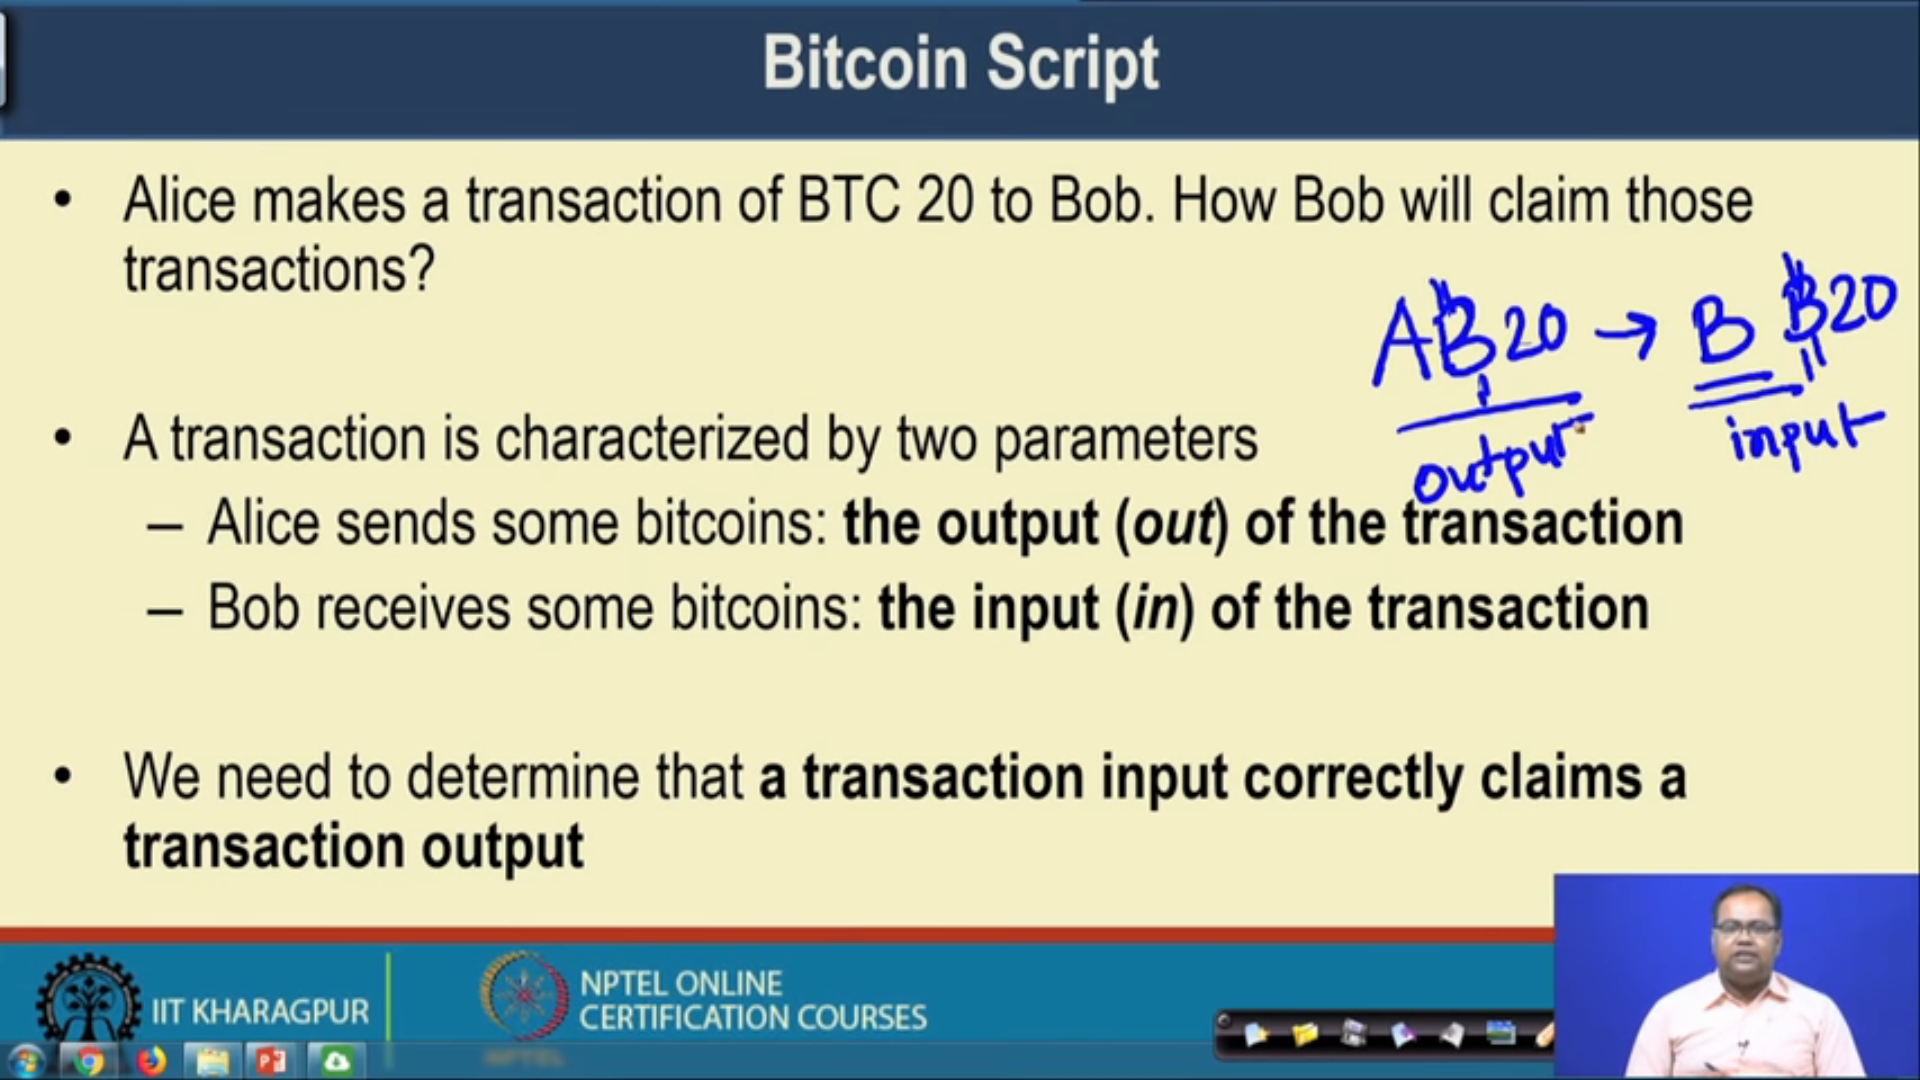 Bitcoin Script
• Alice makes a transaction of BTC 20 to Bob. How Bob will claim those
transactions?
A ₿20 → B ₿20
output
input
• A transaction is characterized by two parameters
– Alice sends some bitcoins: the output (out) of the transaction
– Bob receives some bitcoins: the input (in) of the transaction
• We need to determine that a transaction input correctly claims a
transaction output
IIT KHARAGPUR
NPTEL ONLINE
CERTIFICATION COURSES
NPTEL